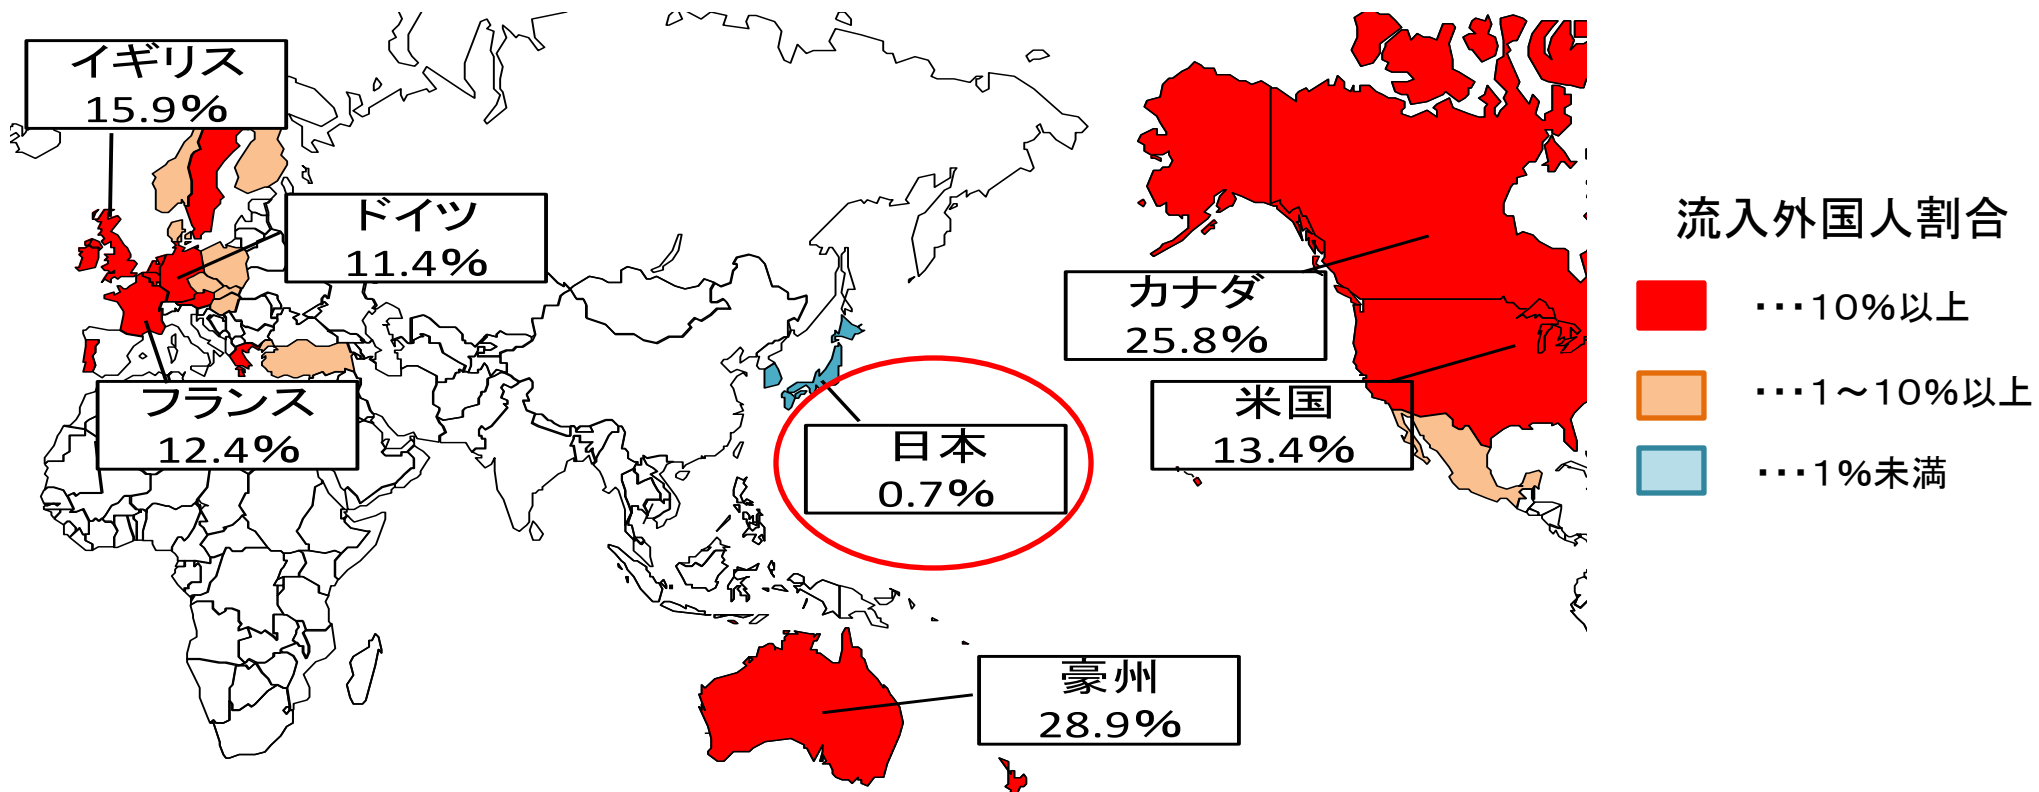 イギリス
15.9%
ドイツ
11.4%
フランス
12.4%
日本
0.7%
カナダ
25.8%
米国
13.4%
豪州
28.9%
流入外国人割合
･･･10%以上
･･･1～10%以上
･･･1%未満